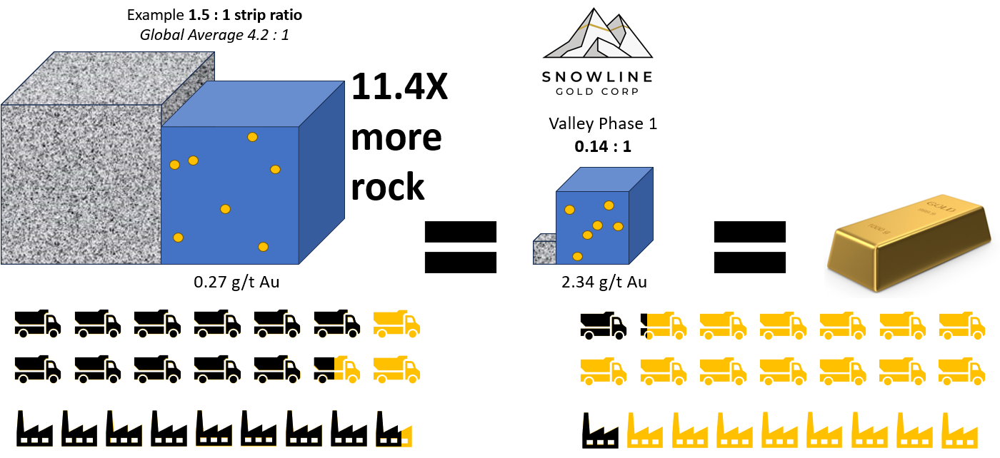 Example 1.5 : 1 strip ratio
Global Average 4.2 : 1
11.4X
more
rock
0.27 g/t Au
SNOWLINE
GOLD CORP
Valley Phase 1
0.14 : 1
2.34 g/t Au
GOLD
1000 g